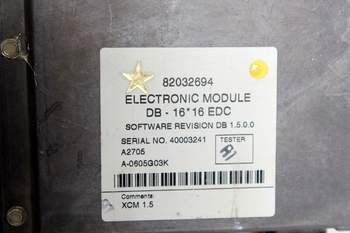 82032694
ELECTRONIC MODULE
DB - 16*16 EDC
SOFTWARE REVISION DB 1.5.0.0
SERIAL NO. 40003241
TESTER
A2705
A-0605G03K
Comments
XCM 1.5